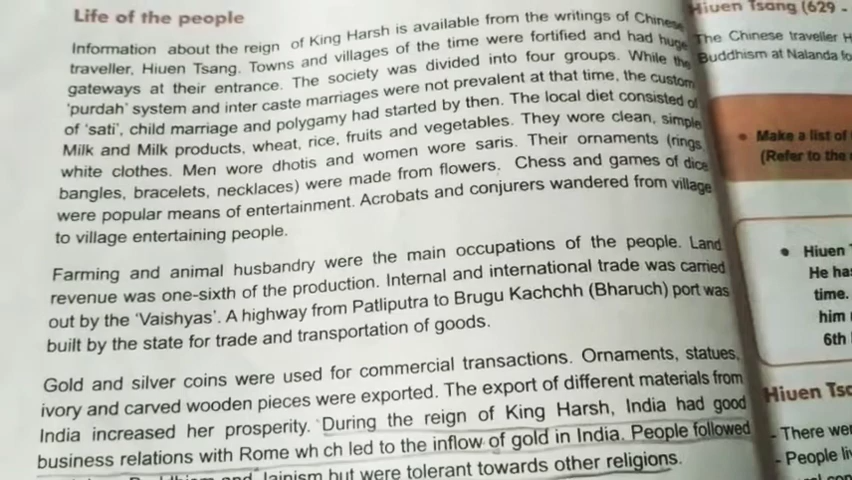 Life of the people
Information about the reign of King Harsh is available from the writings of Chinese
traveller, Hiuen Tsang. Towns and villages of the time were fortified and had huge
gateways at their entrance. The society was divided into four groups. While the
'purdah' system and inter caste marriages were not prevalent at that time, the custom
of 'sati', child marriage and polygamy had started by then. The local diet consisted of
Milk and Milk products, wheat, rice, fruits and vegetables. They wore clean, simple
white clothes. Men wore dhotis and women wore saris. Their ornaments (rings,
bangles, bracelets, necklaces) were made from flowers. Chess and games of dice
were popular means of entertainment. Acrobats and conjurers wandered from village
to village entertaining people.
Farming and animal husbandry were the main occupations of the people. Land
revenue was one-sixth of the production. Internal and international trade was carried
out by the 'Vaishyas'. A highway from Patliputra to Brugu Kachchh (Bharuch) port was
built by the state for trade and transportation of goods.
Gold and silver coins were used for commercial transactions. Ornaments, statues,
ivory and carved wooden pieces were exported. The export of different materials from
India increased her prosperity. During the reign of King Harsh, India had good
business relations with Rome wh ch led to the inflow of gold in India. People followed
and Jainism but were tolerant towards other religions.
Hiuen Tsang (629 -
The Chinese traveller H
Buddhism at Nalanda fo
• Make a list of
(Refer to the
• Hiuen
He has
time.
him
6th
Hiuen Tsa
- There wer
- People li